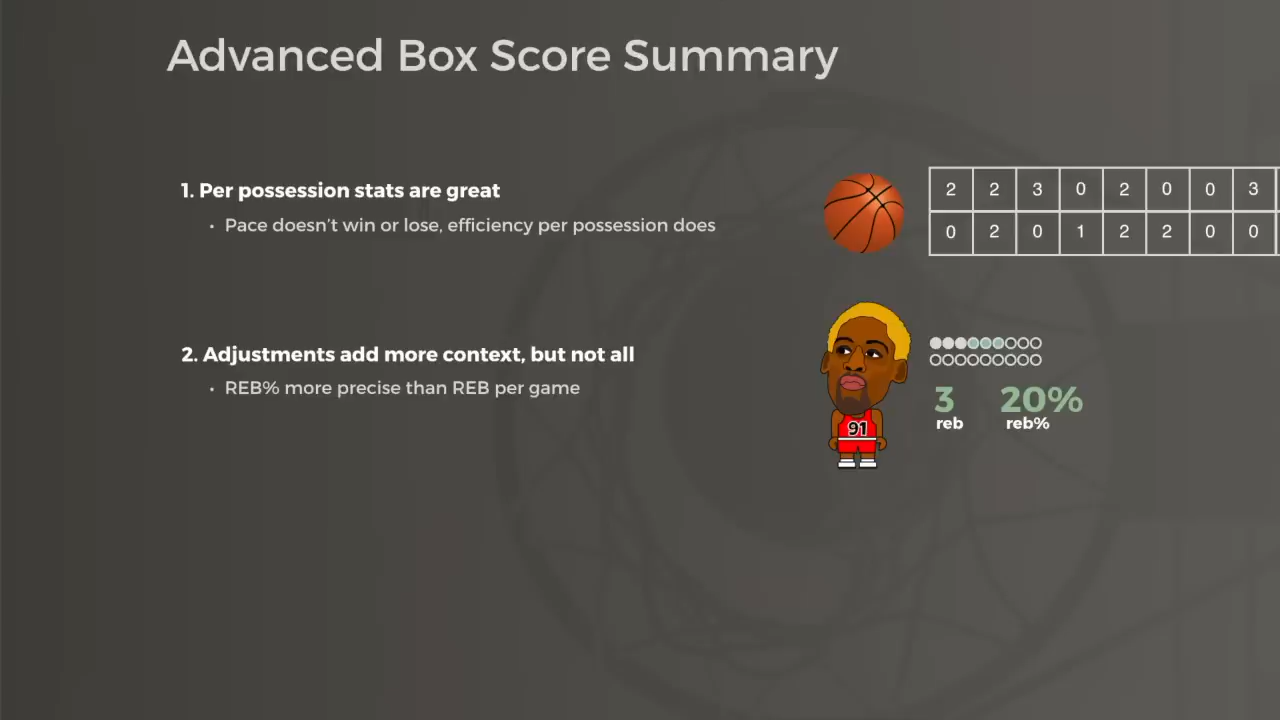 Advanced Box Score Summary
1. Per possession stats are great
• Pace doesn't win or lose, efficiency per possession does
2 2 3 0 2 0 0 3
0 2 0 1 2 2 0 0
2. Adjustments add more context, but not all
• REB% more precise than REB per game
91
3 20%
reb reb%